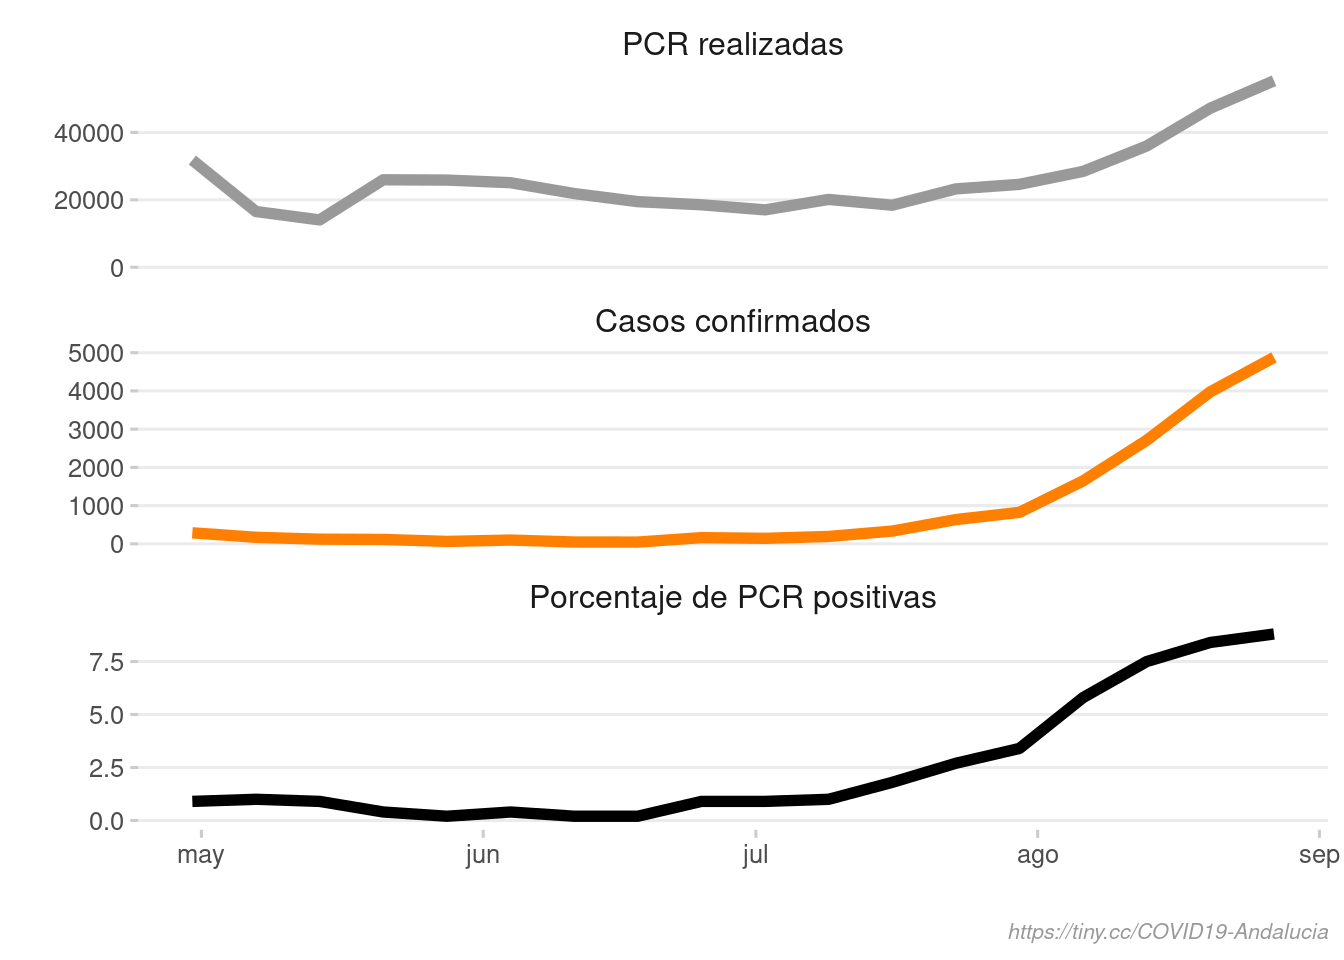 PCR realizadas
40000
20000
0
Casos confirmados
5000
4000
3000
2000
1000
0
Porcentaje de PCR positivas
7.5
5.0
2.5
0.0
may jun jul ago sep
https://tiny.cc/COVID19-Andalucia